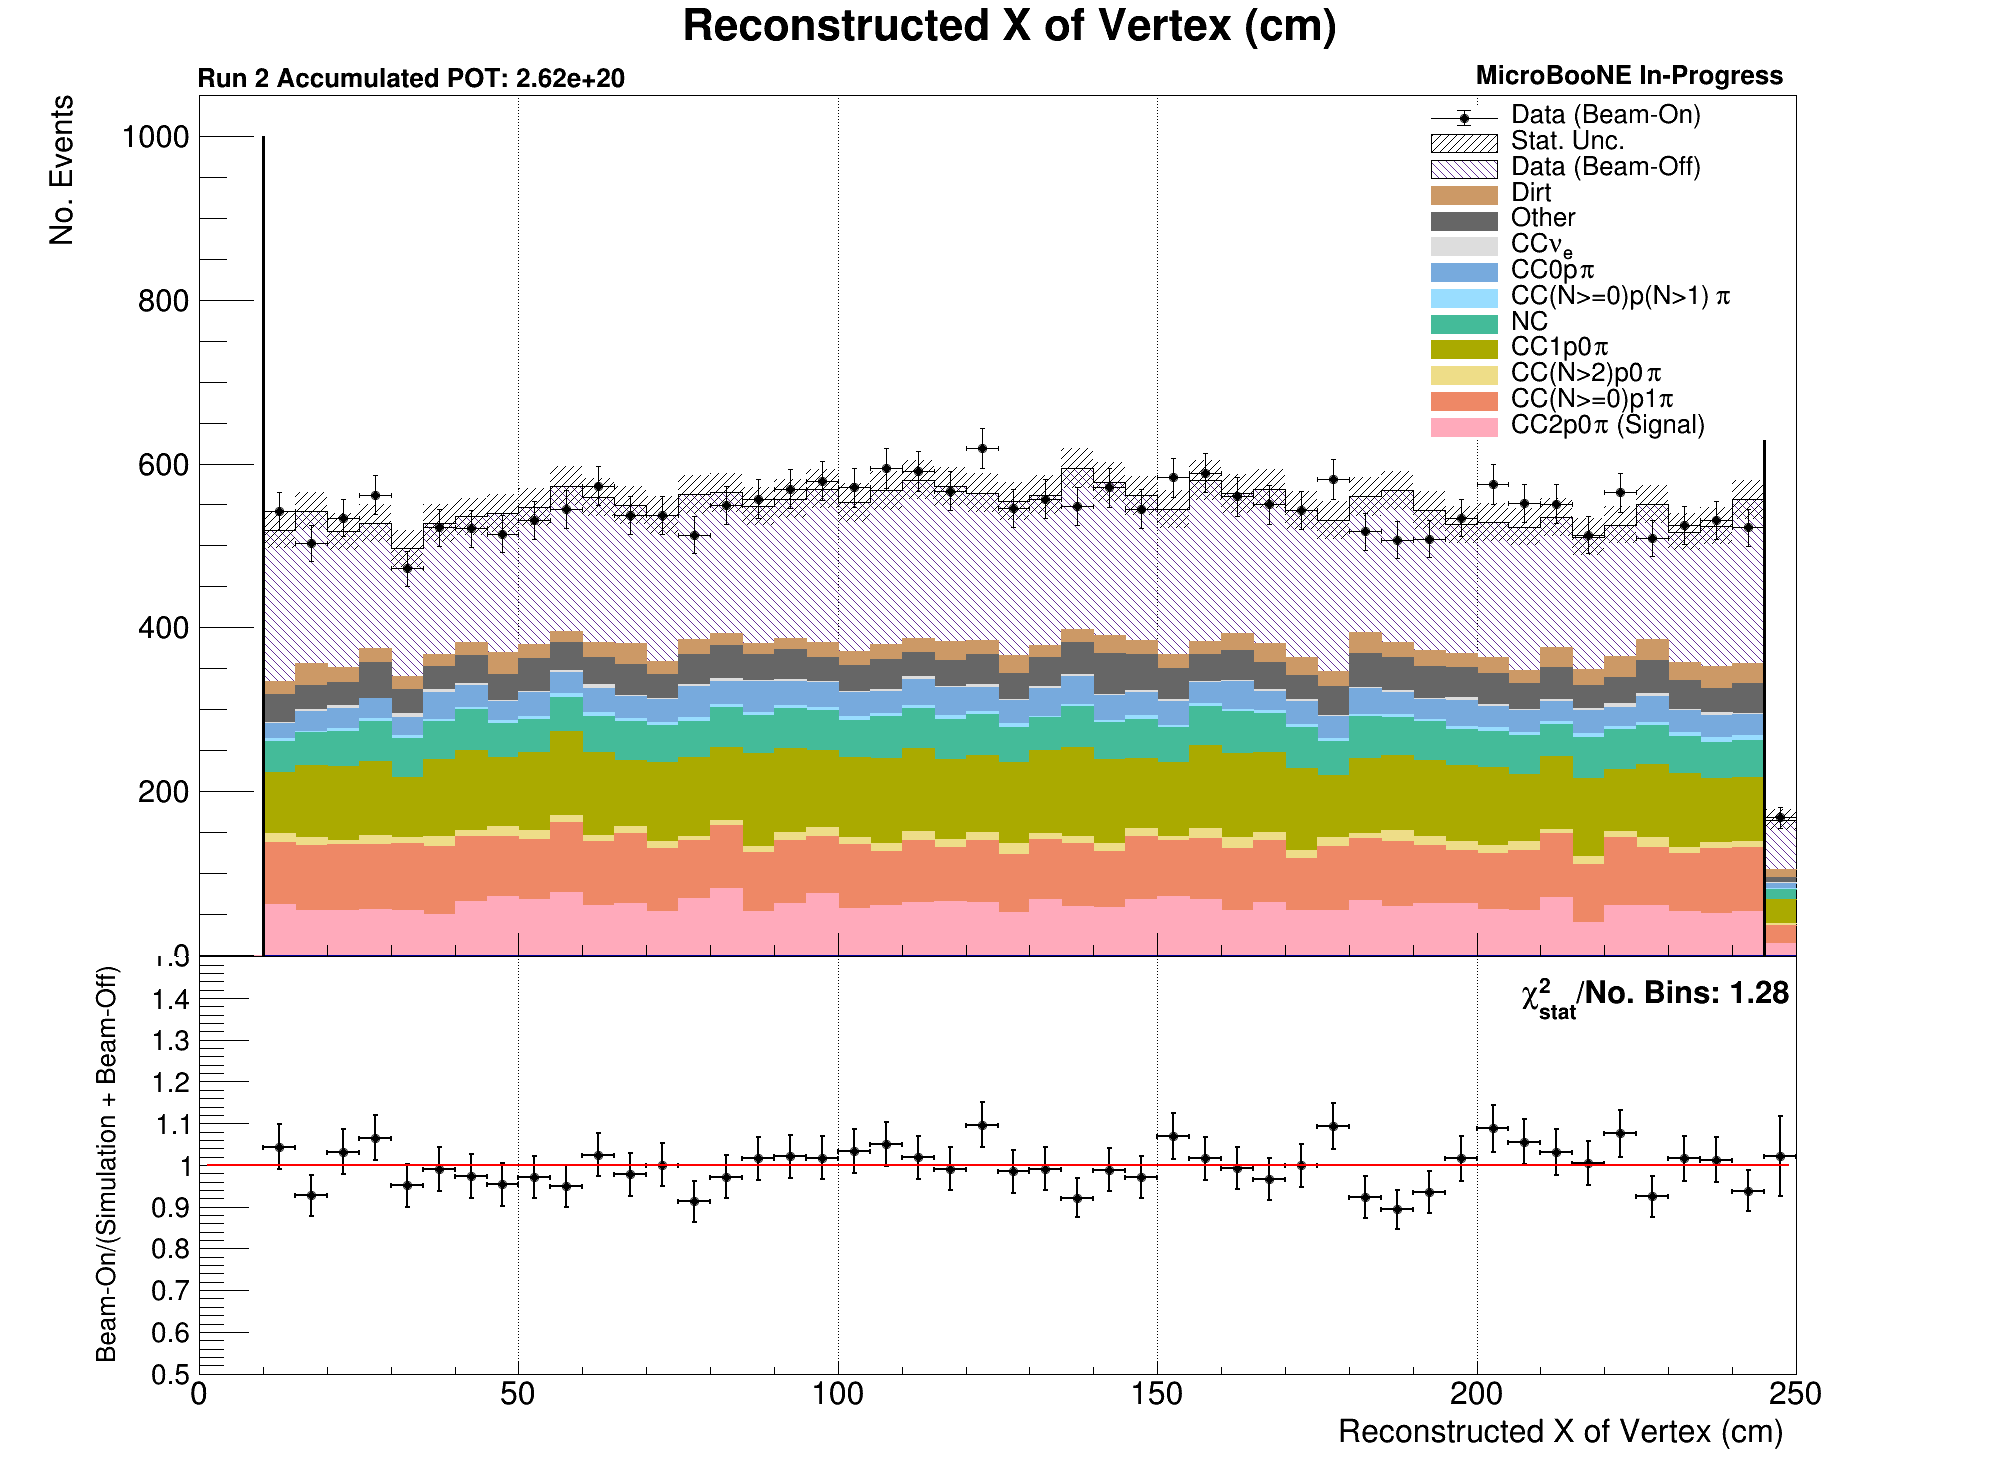 Reconstructed X of Vertex (cm)
Run 2 Accumulated POT: 2.62e+20
MicroBooNE In-Progress
No. Events
1000
800
600
400
200
0
Data (Beam-On)
Stat. Unc.
Data (Beam-Off)
Dirt
Other
CCνe
CC0pπ
CC(N>=0)p(N>1) π
NC
CC1p0π
CC(N>2)p0π
CC(N>=0)p1π
CC2p0π (Signal)
Beam-On/(Simulation + Beam-Off)
1.5
1.4
1.3
1.2
1.1
1
0.9
0.8
0.7
0.6
0.5
χ²stat/No. Bins: 1.28
0
50
100
150
200
250
Reconstructed X of Vertex (cm)